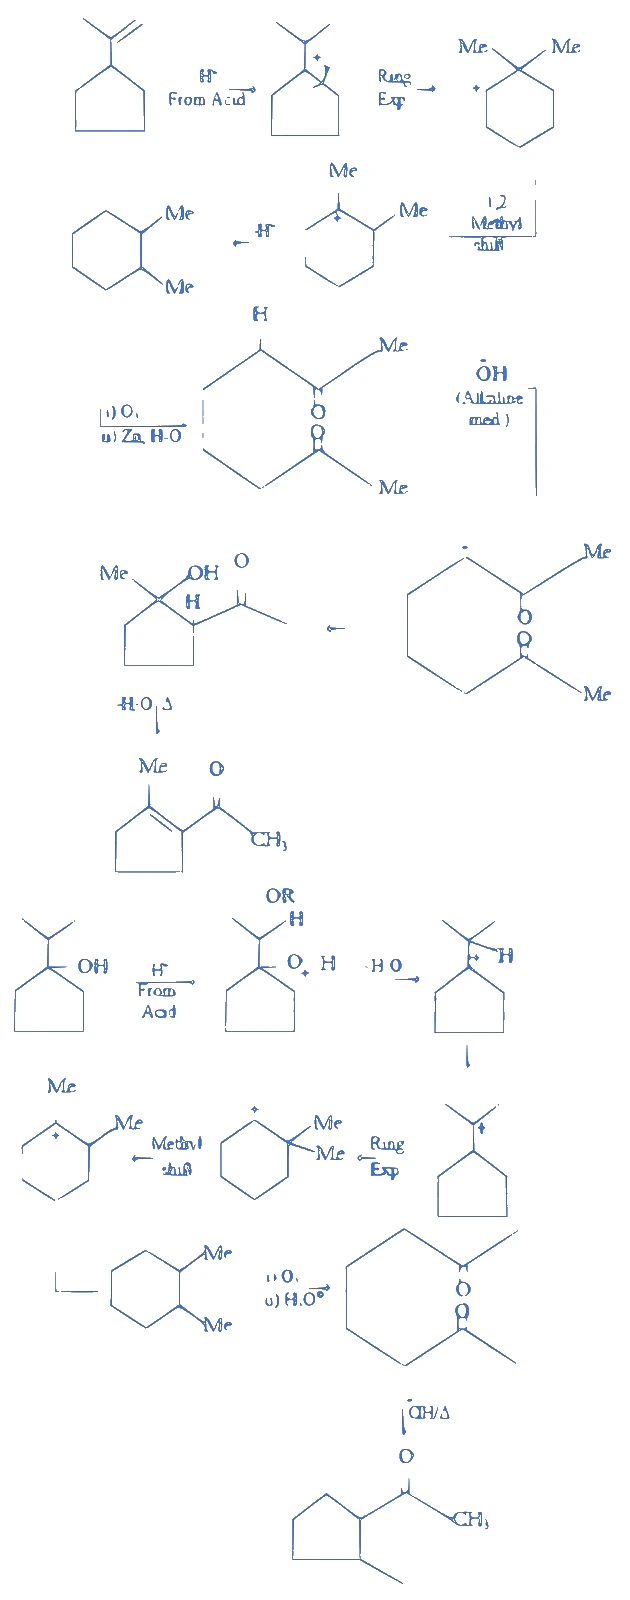 Me Me
H⁺ Ring
From Acid Exp
Me
Me Me 1,2
-H⁺ Methyl
shift
Me
H
Me
ŌH
i) O₃ O (Alkaline
ii) Zn, H₂O O med)
Me
Me
Me OH O
H O
O
Me
-H₂O Δ
Me O
CH₃
OR
H
OH H⁺ O H -H₂O H
From
Acid
Me
Me Methyl Me Ring
shift Me Exp
Me
i) O₃
ii) H₂O O
Me O
OH/Δ
O
CH₃